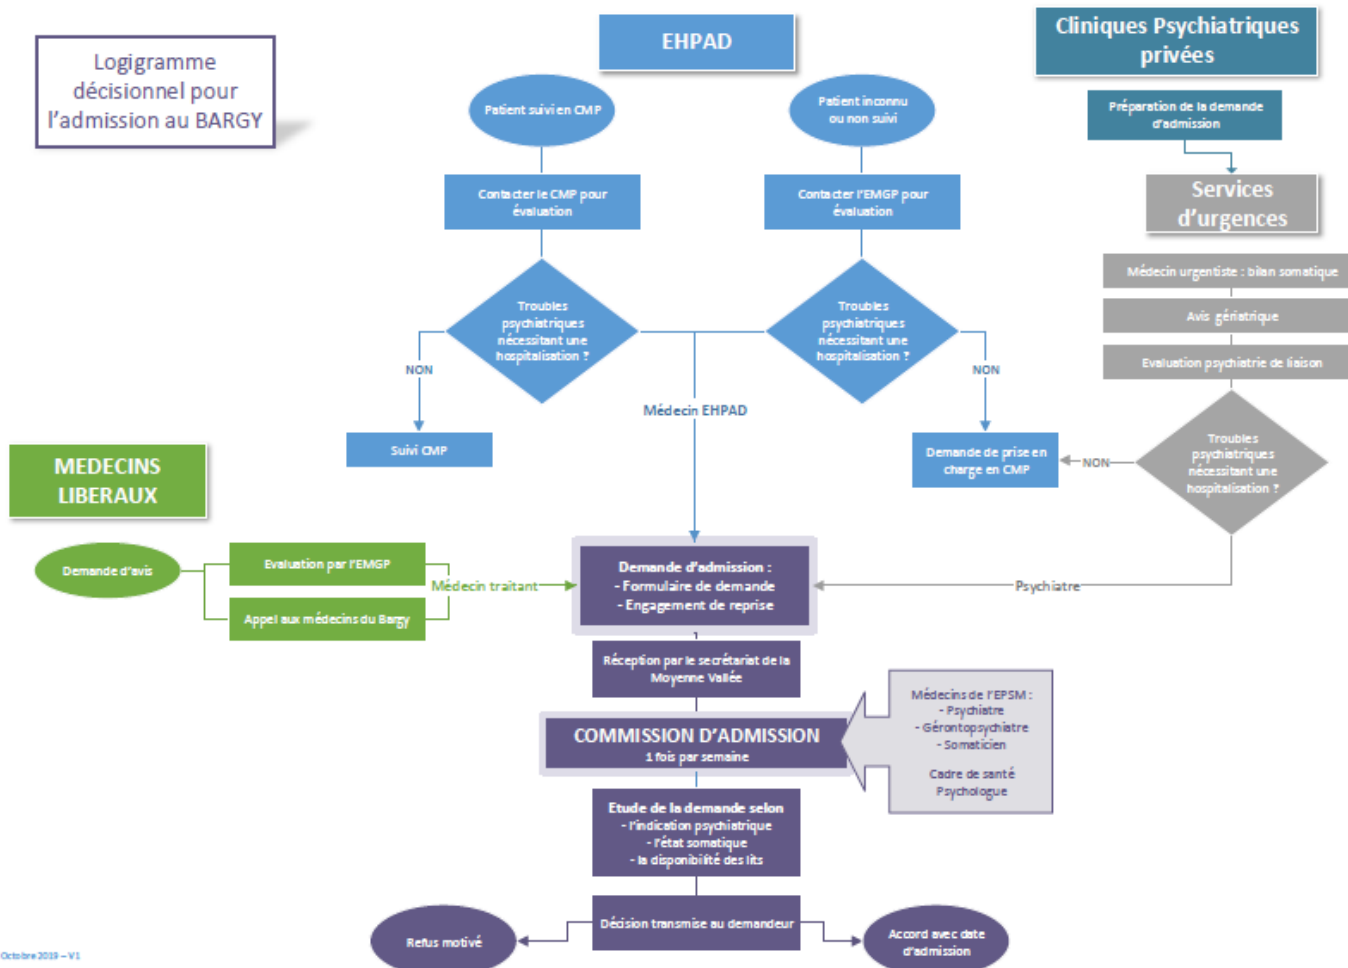 Logigramme
décisionnel pour
l'admission au BARGY
EHPAD
Cliniques Psychiatriques
privées
Patient suivi en CMP
Patient inconnu
ou non suivi
Préparation de la demande
d'admission
Contacter le CMP pour
évaluation
Contacter l'EMGP pour
évaluation
Services
d'urgences
Médecin urgentiste : bilan somatique
Avis gériatrique
Evaluation psychiatrie de liaison
Troubles
psychiatriques
nécessitant une
hospitalisation ?
Troubles
psychiatriques
nécessitant une
hospitalisation ?
NON
NON
Médecin EHPAD
Suivi CMP
Demande de prise en
charge en CMP
NON
Troubles
psychiatriques
nécessitant une
hospitalisation ?
MEDECINS
LIBERAUX
Demande d'avis
Evaluation par l'EMGP
Appel aux médecins du Bargy
Médecin traitant
Demande d'admission :
- Formulaire de demande
- Engagement de reprise
Psychiatre
Réception par le secrétariat de la
Moyenne Vallée
COMMISSION D'ADMISSION
1 fois par semaine
Médecins de l'EPSM :
- Psychiatre
- Gérontopsychiatre
- Somaticien
Cadre de santé
Psychologue
Etude de la demande selon
- l'indication psychiatrique
- l'état somatique
- la disponibilité des lits
Décision transmise au demandeur
Refus motivé
Accord avec date
d'admission
Octobre 2019 – V1